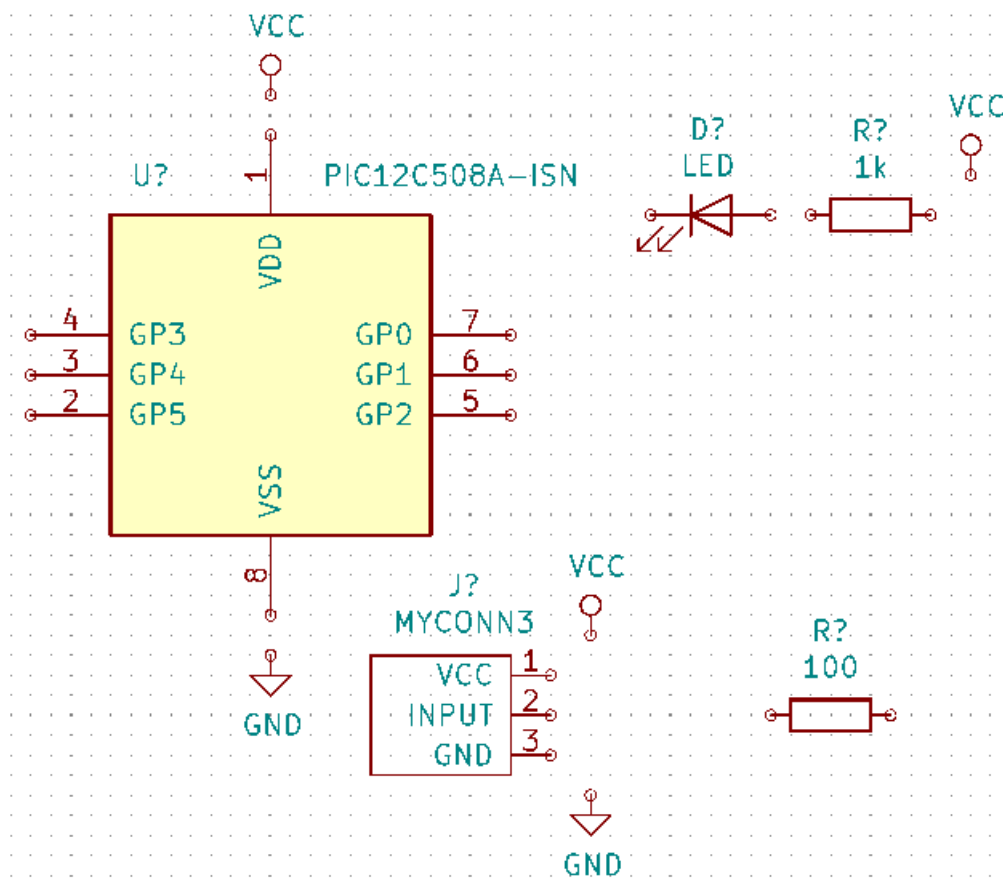 VCC
U?
1
PIC12C508A-ISN
VDD
4
GP3
3
GP4
2
GP5
GP0
7
GP1
6
GP2
5
VSS
8
GND
D?
LED
R?
1k
VCC
J?
MYCONN3
VCC
1
INPUT
2
GND
3
VCC
GND
R?
100